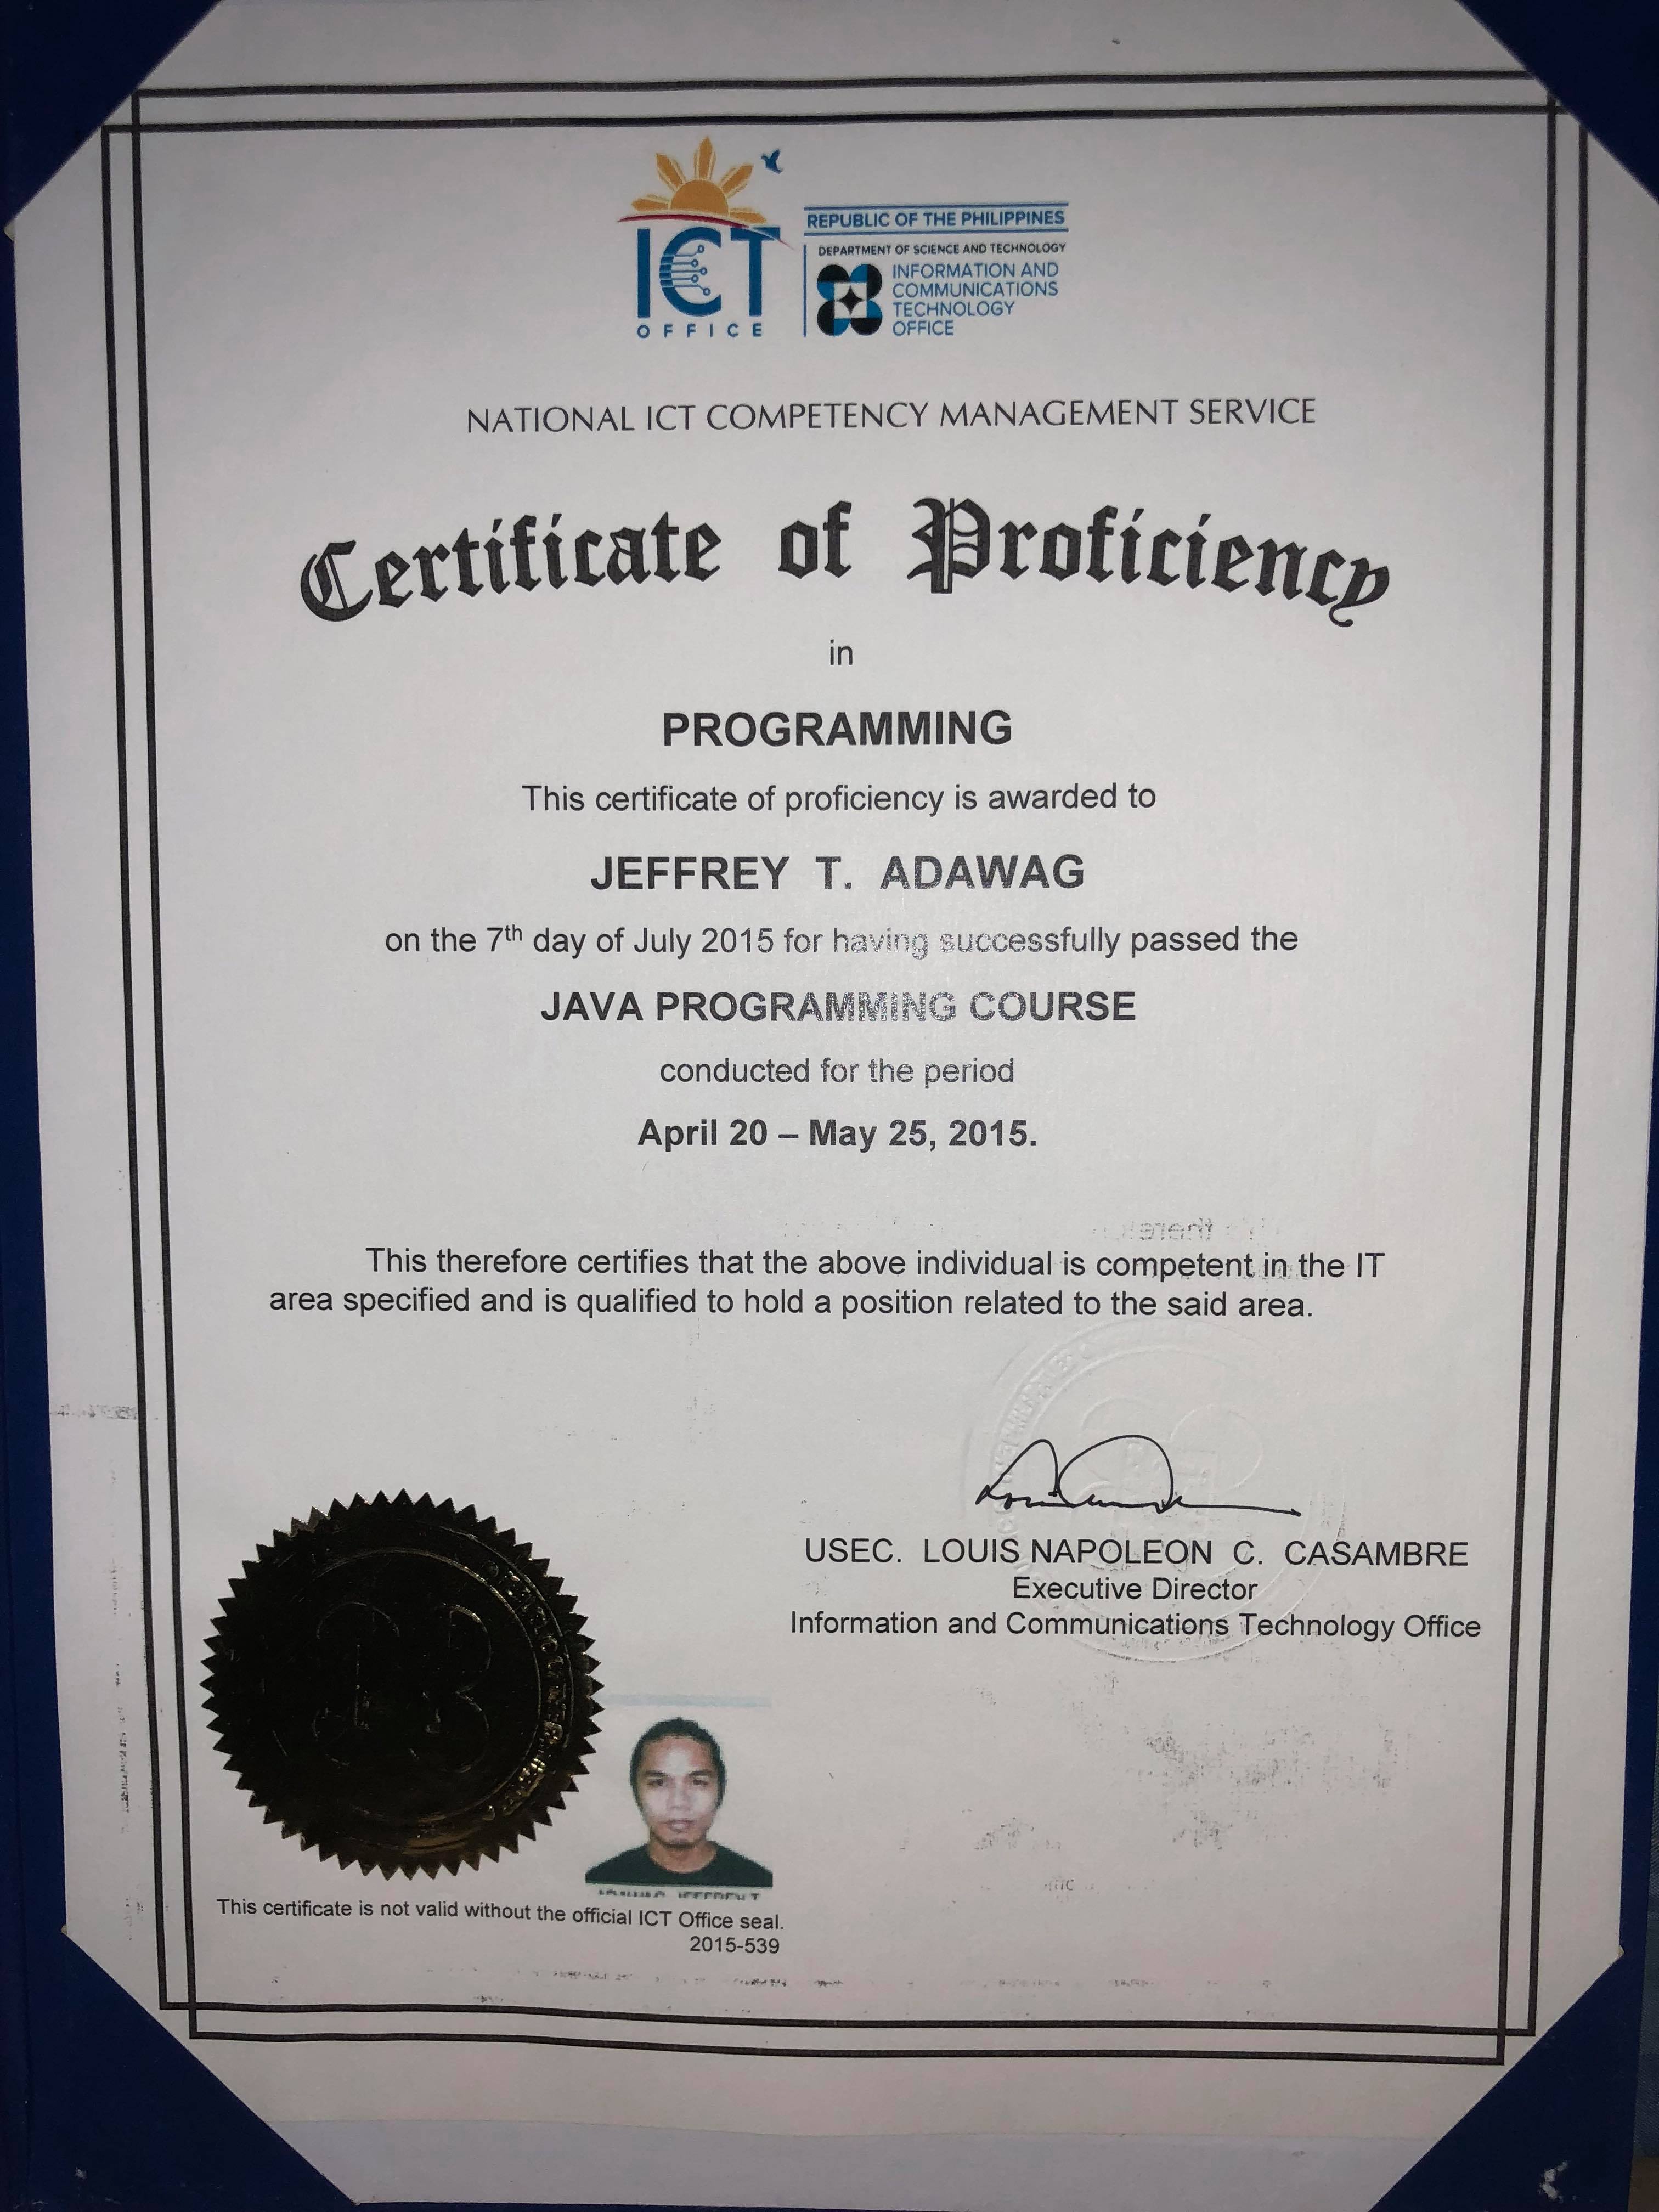 ICT
OFFICE
REPUBLIC OF THE PHILIPPINES
DEPARTMENT OF SCIENCE AND TECHNOLOGY
INFORMATION AND
COMMUNICATIONS
TECHNOLOGY
OFFICE
NATIONAL ICT COMPETENCY MANAGEMENT SERVICE
Certificate of Proficiency
in
PROGRAMMING
This certificate of proficiency is awarded to
JEFFREY T. ADAWAG
on the 7th day of July 2015 for having successfully passed the
JAVA PROGRAMMING COURSE
conducted for the period
April 20 – May 25, 2015.
This therefore certifies that the above individual is competent in the IT
area specified and is qualified to hold a position related to the said area.
USEC. LOUIS NAPOLEON C. CASAMBRE
Executive Director
Information and Communications Technology Office
This certificate is not valid without the official ICT Office seal.
2015-539